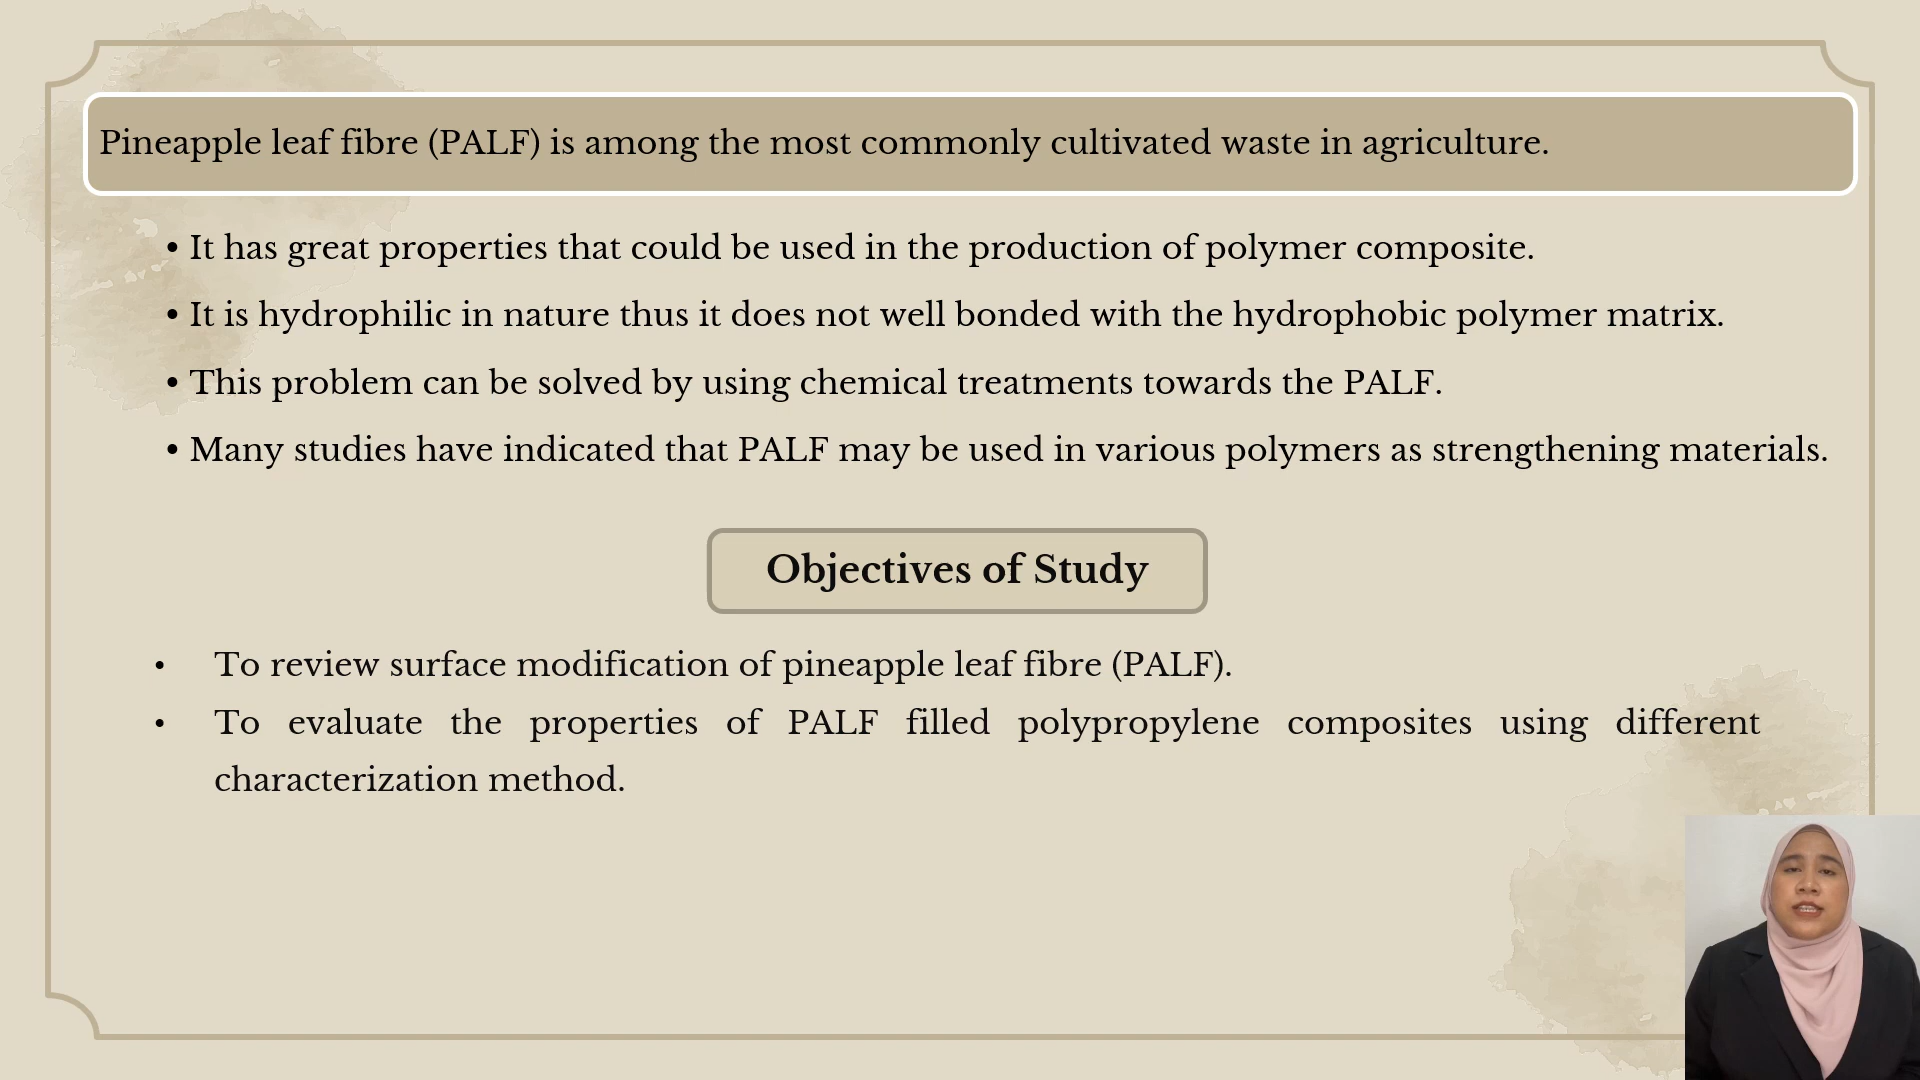 Pineapple leaf fibre (PALF) is among the most commonly cultivated waste in agriculture.
• It has great properties that could be used in the production of polymer composite.
• It is hydrophilic in nature thus it does not well bonded with the hydrophobic polymer matrix.
• This problem can be solved by using chemical treatments towards the PALF.
• Many studies have indicated that PALF may be used in various polymers as strengthening materials.
Objectives of Study
• To review surface modification of pineapple leaf fibre (PALF).
• To evaluate the properties of PALF filled polypropylene composites using different
characterization method.